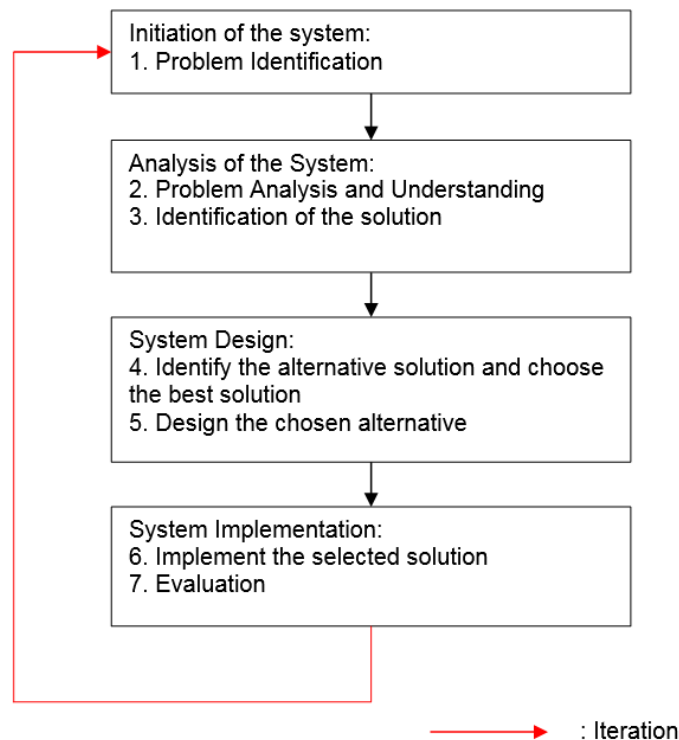 Initiation of the system:
1. Problem Identification
Analysis of the System:
2. Problem Analysis and Understanding
3. Identification of the solution
System Design:
4. Identify the alternative solution and choose
the best solution
5. Design the chosen alternative
System Implementation:
6. Implement the selected solution
7. Evaluation
: Iteration